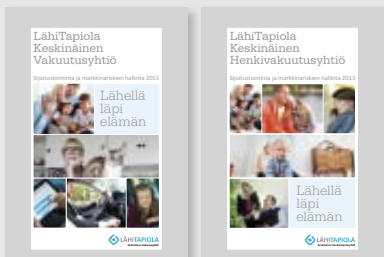 LähiTapiola
Keskinäinen
Vakuutusyhtiö
Sijoitustoiminta ja markkinariskien hallinta 2013
Lähellä
läpi
elämän
LÄHITAPIOLA
LähiTapiola
Keskinäinen
Henkivakuutusyhtiö
Sijoitustoiminta ja markkinariskien hallinta 2013
Lähellä
läpi
elämän
LÄHITAPIOLA